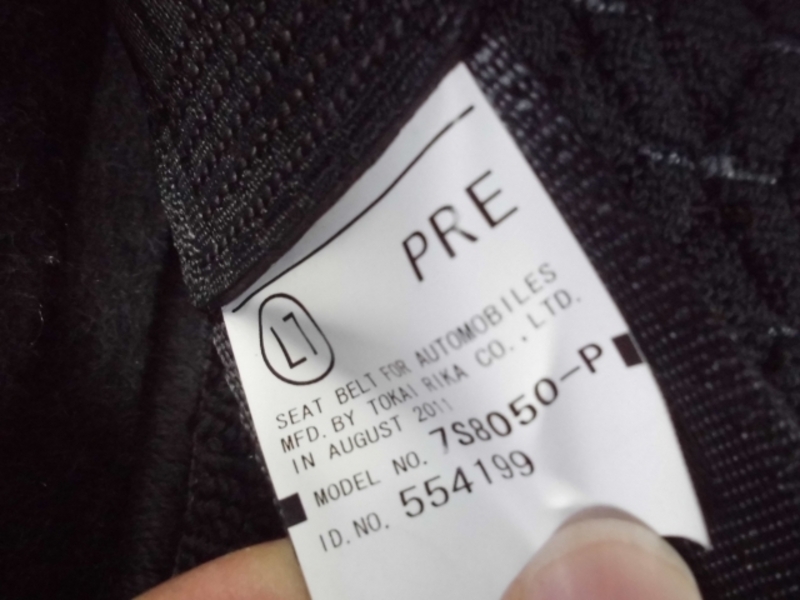 PRE
L7
SEAT BELT FOR AUTOMOBILES
MFD. BY TOKAI RIKA CO., LTD.
IN AUGUST 2011
MODEL NO. 7S8050-P
ID.NO. 554199